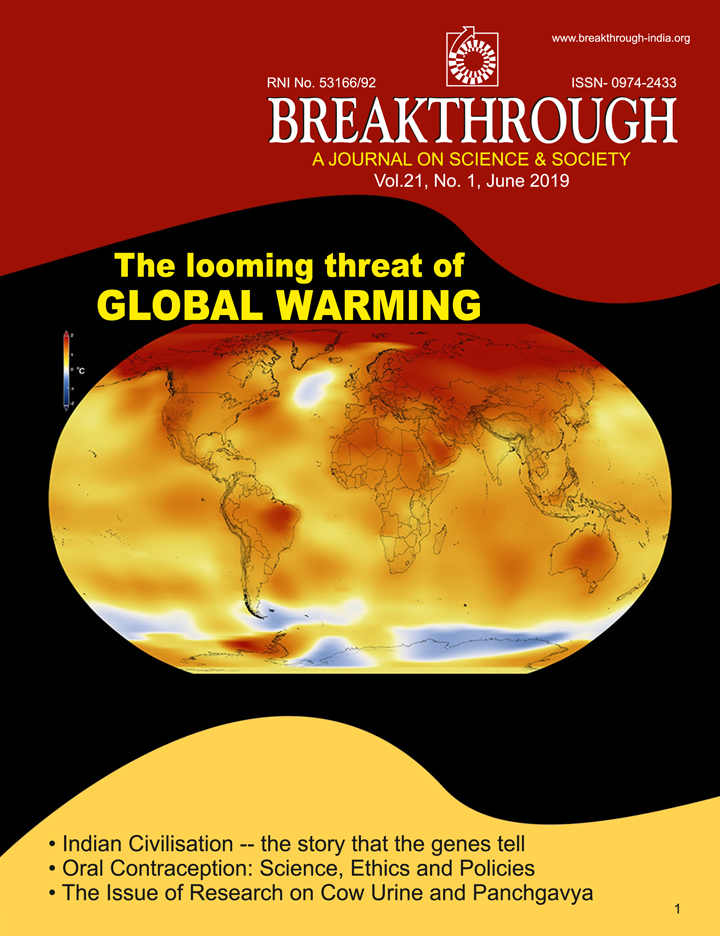 www.breakthrough-india.org
RNI No. 53166/92 ISSN- 0974-2433
BREAKTHROUGH
A JOURNAL ON SCIENCE & SOCIETY
Vol.21, No. 1, June 2019
The looming threat of
GLOBAL WARMING
°C
• Indian Civilisation -- the story that the genes tell
• Oral Contraception: Science, Ethics and Policies
• The Issue of Research on Cow Urine and Panchgavya
1